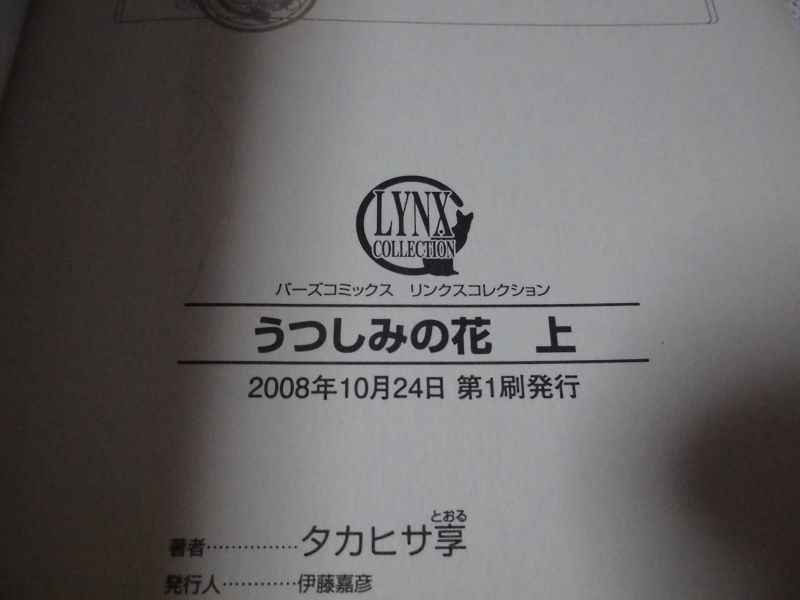 LYNX
COLLECTION
バーズコミックス　リンクスコレクション
うつしみの花　上
2008年10月24日 第1刷発行
とおる
著者……………タカヒサ享
発行人…………伊藤嘉彦